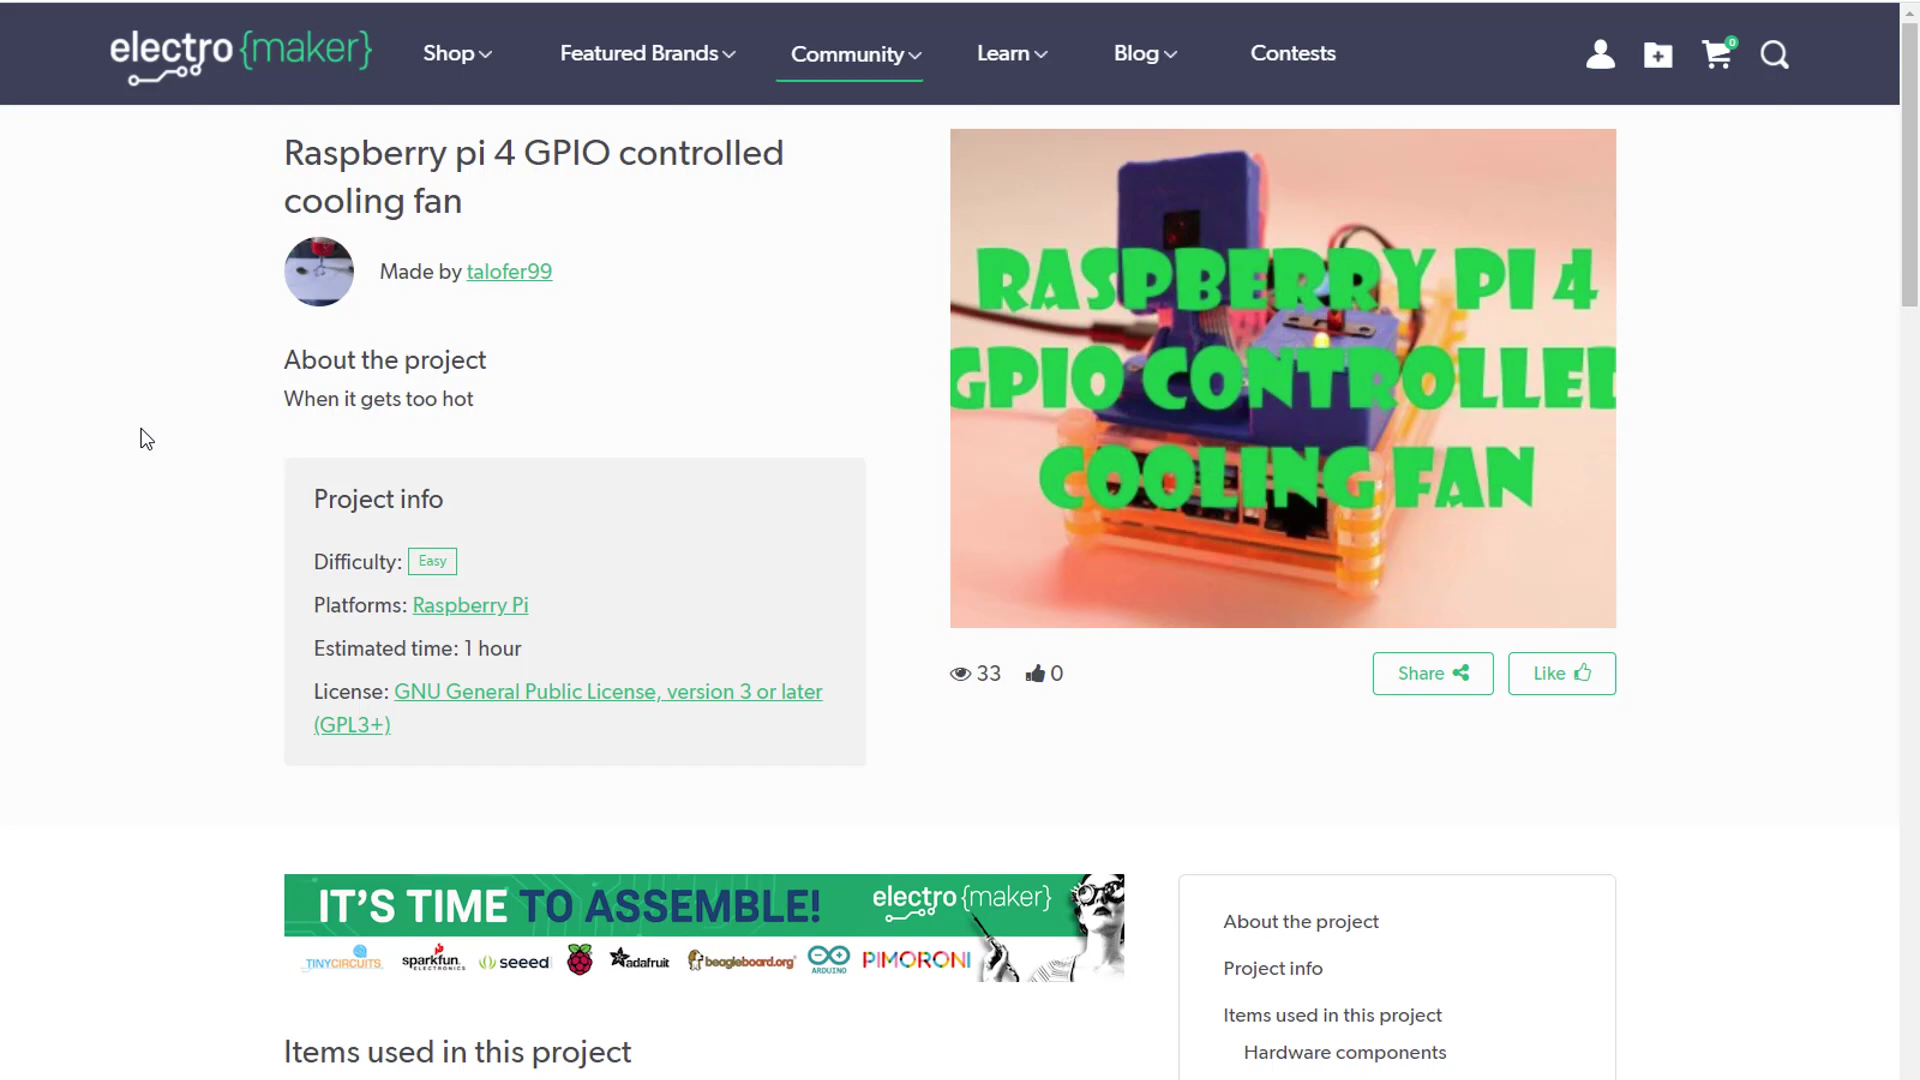 electro {maker}
Shop
Featured Brands
Community
Learn
Blog
Contests
0
Raspberry pi 4 GPIO controlled
cooling fan
Made by talofer99
About the project
When it gets too hot
Project info
Difficulty: Easy
Platforms: Raspberry Pi
Estimated time: 1 hour
License: GNU General Public License, version 3 or later
(GPL3+)
RASPBERRY PI 4
GPIO CONTROLLED
COOLING FAN
33
0
Share
Like
IT'S TIME TO ASSEMBLE!
electro {maker}
TINYCIRCUITS
sparkfun
ELECTRONICS
seeed
adafruit
beagleboard.org
ARDUINO
PIMORONI
Items used in this project
About the project
Project info
Items used in this project
Hardware components